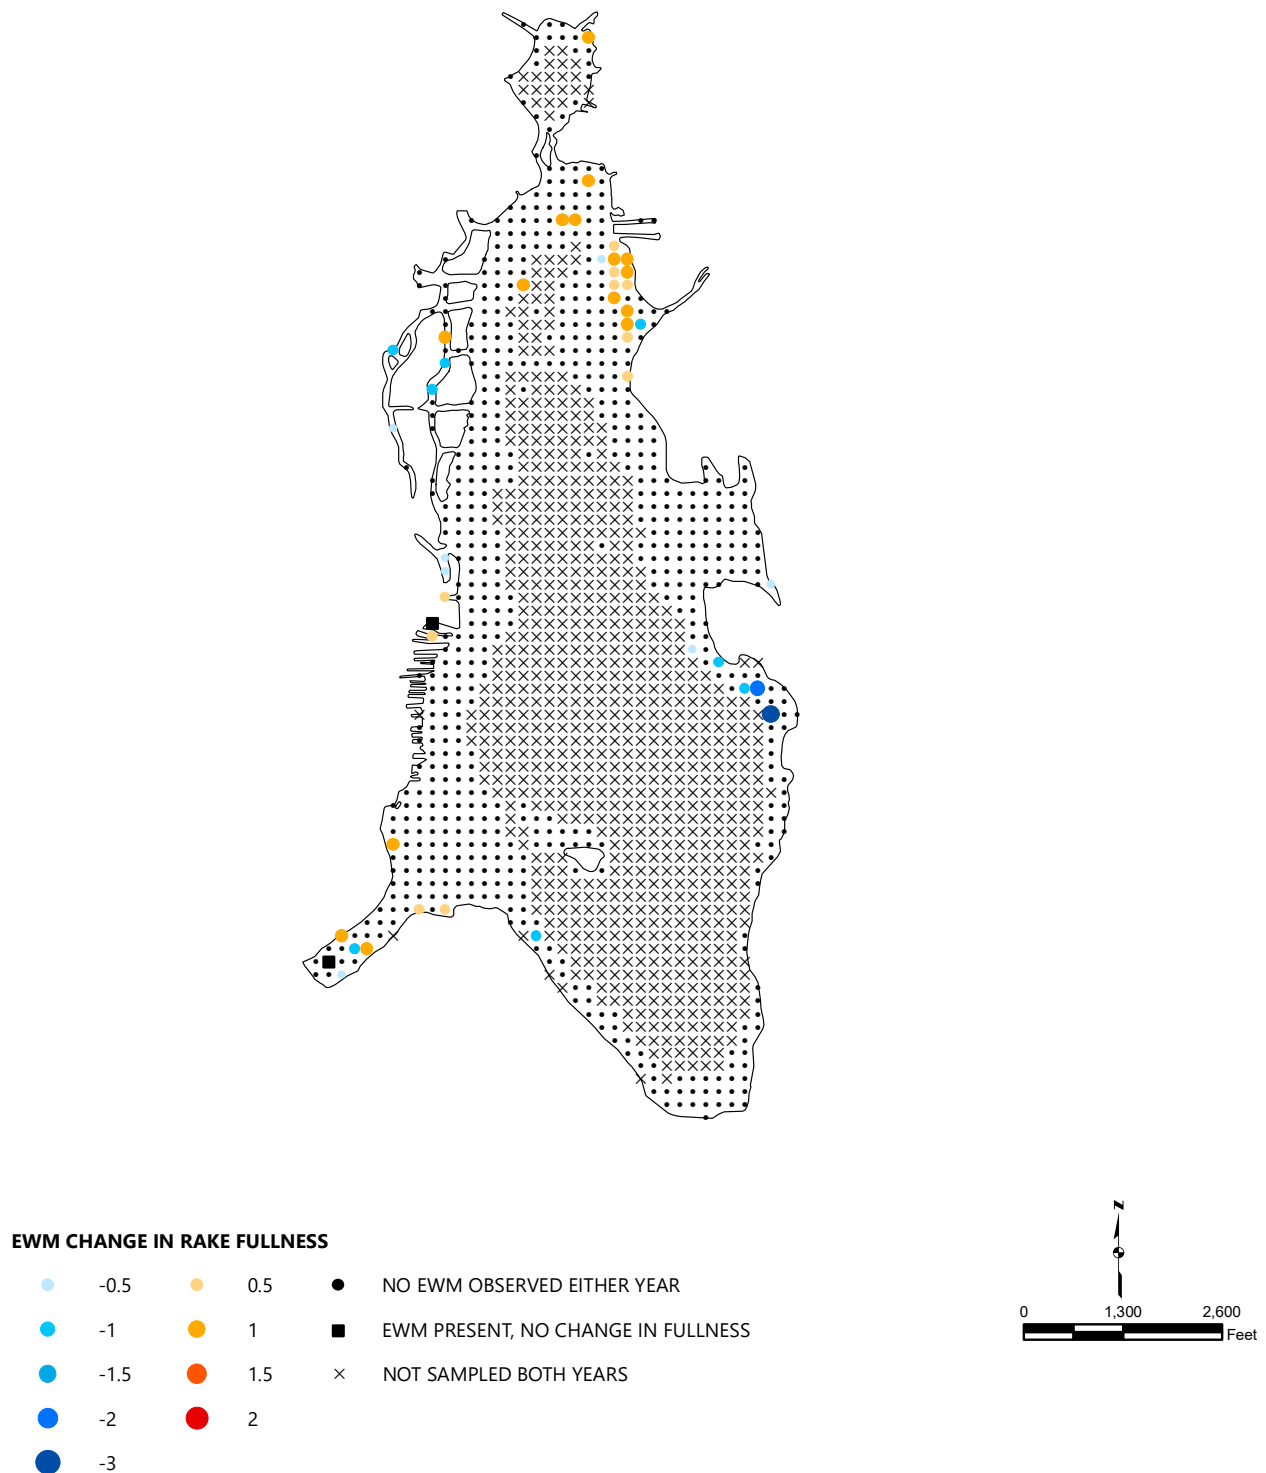 N
EWM CHANGE IN RAKE FULLNESS
-0.5 0.5 NO EWM OBSERVED EITHER YEAR
-1 1 EWM PRESENT, NO CHANGE IN FULLNESS
-1.5 1.5 NOT SAMPLED BOTH YEARS
-2 2
-3
0 1,300 2,600
Feet